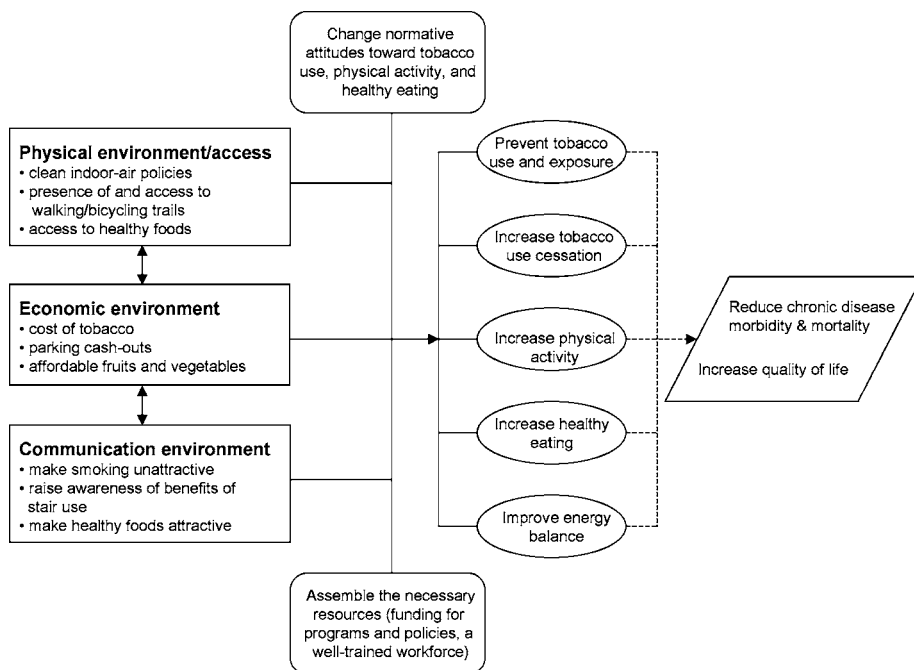 Change normative
attitudes toward tobacco
use, physical activity, and
healthy eating
Physical environment/access
• clean indoor-air policies
• presence of and access to
walking/bicycling trails
• access to healthy foods
Economic environment
• cost of tobacco
• parking cash-outs
• affordable fruits and vegetables
Communication environment
• make smoking unattractive
• raise awareness of benefits of
stair use
• make healthy foods attractive
Assemble the necessary
resources (funding for
programs and policies, a
well-trained workforce)
Prevent tobacco
use and exposure
Increase tobacco
use cessation
Increase physical
activity
Increase healthy
eating
Improve energy
balance
Reduce chronic disease
morbidity & mortality
Increase quality of life